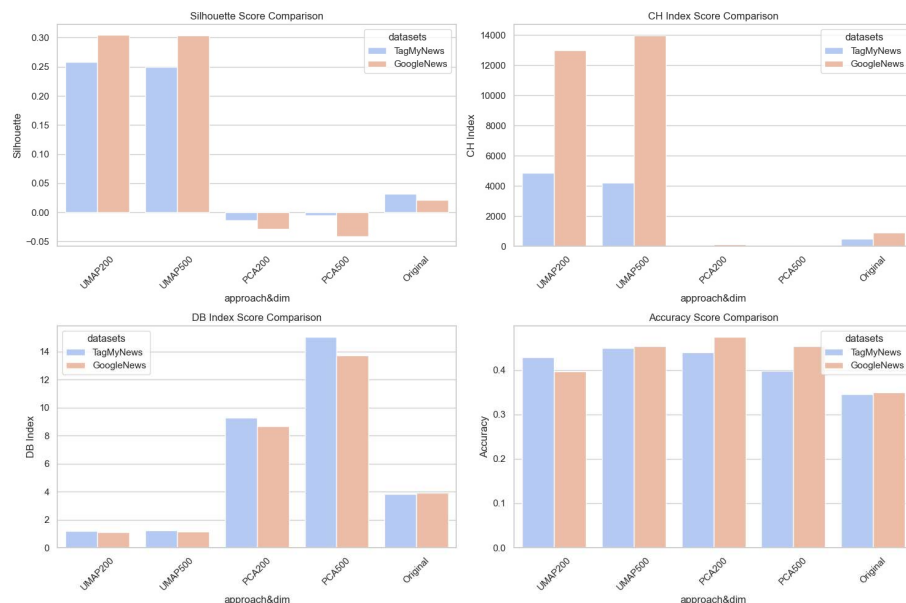 Silhouette Score Comparison
0.30
0.25
0.20
0.15
0.10
0.05
0.00
−0.05
Silhouette
datasets
TagMyNews
GoogleNews
UMAP200
UMAP500
PCA200
PCA500
Original
approach&dim
CH Index Score Comparison
14000
12000
10000
8000
6000
4000
2000
0
CH Index
datasets
TagMyNews
GoogleNews
UMAP200
UMAP500
PCA200
PCA500
Original
approach&dim
DB Index Score Comparison
14
12
10
8
6
4
2
0
DB Index
datasets
TagMyNews
GoogleNews
UMAP200
UMAP500
PCA200
PCA500
Original
approach&dim
Accuracy Score Comparison
0.4
0.3
0.2
0.1
0.0
Accuracy
datasets
TagMyNews
GoogleNews
UMAP200
UMAP500
PCA200
PCA500
Original
approach&dim